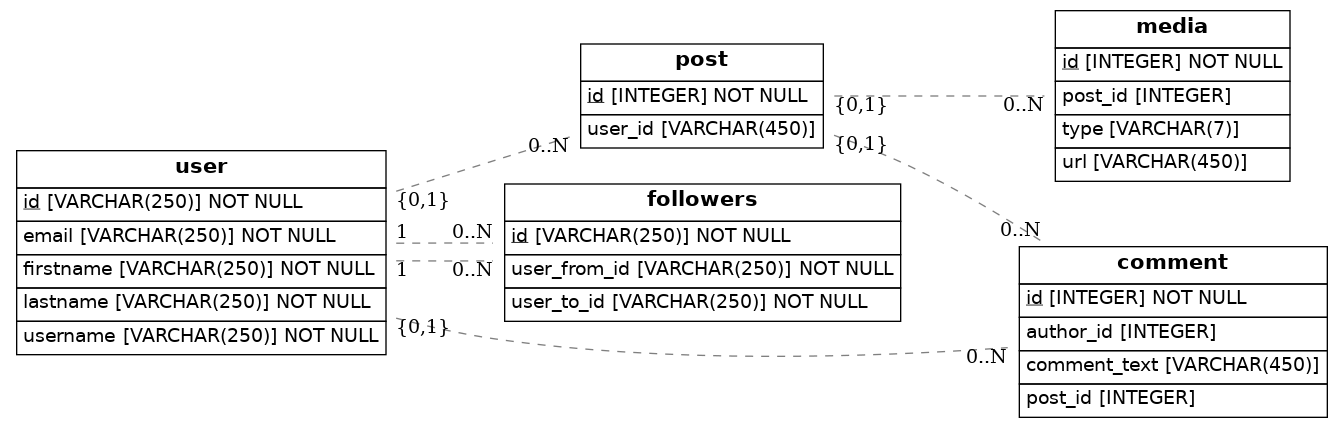 user
id [VARCHAR(250)] NOT NULL
email [VARCHAR(250)] NOT NULL
firstname [VARCHAR(250)] NOT NULL
lastname [VARCHAR(250)] NOT NULL
username [VARCHAR(250)] NOT NULL
{0,1}
0..N
1
0..N
1
0..N
{0,1}
0..N
post
id [INTEGER] NOT NULL
user_id [VARCHAR(450)]
{0,1}
0..N
{0,1}
0..N
followers
id [VARCHAR(250)] NOT NULL
user_from_id [VARCHAR(250)] NOT NULL
user_to_id [VARCHAR(250)] NOT NULL
media
id [INTEGER] NOT NULL
post_id [INTEGER]
type [VARCHAR(7)]
url [VARCHAR(450)]
comment
id [INTEGER] NOT NULL
author_id [INTEGER]
comment_text [VARCHAR(450)]
post_id [INTEGER]